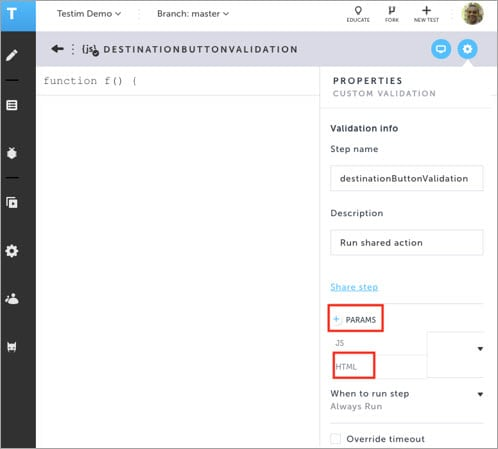 T
Testim Demo
Branch: master
EDUCATE
FORK
NEW TEST
{js} DESTINATIONBUTTONVALIDATION
function f() {
PROPERTIES
CUSTOM VALIDATION
Validation info
Step name
destinationButtonValidation
Description
Run shared action
Share step
+ PARAMS
JS
HTML
When to run step
Always Run
Override timeout